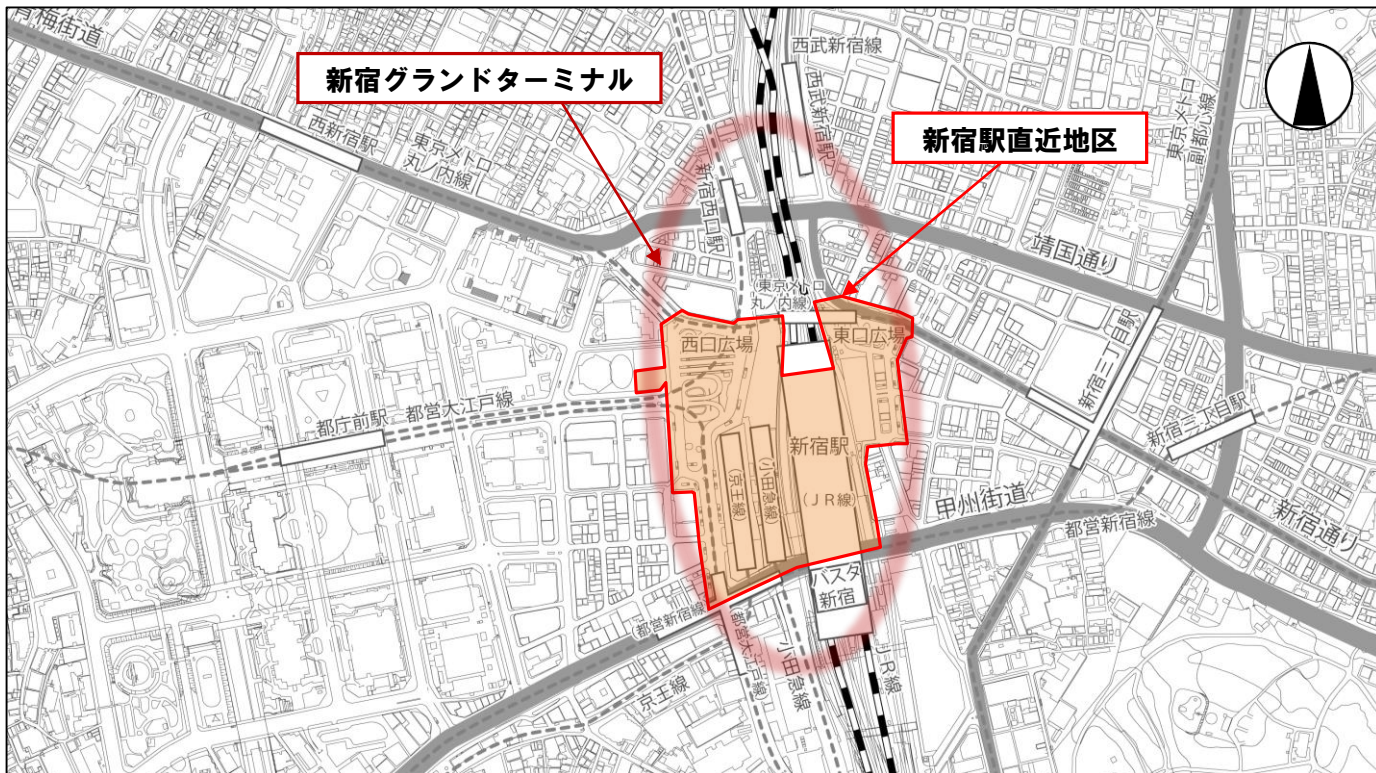 青梅街道
西武新宿線
新宿グランドターミナル
新宿駅直近地区
西新宿駅
東京メトロ
丸ノ内線
西武新宿駅
新宿西口駅
東京メトロ
副都心線
靖国通り
(東京メトロ
丸ノ内線)
西口広場
東口広場
新宿三丁目駅
都庁前駅
都営大江戸線
新宿駅
(京王線)
(小田急線)
(JR線)
新宿三丁目駅
甲州街道
都営新宿線
新宿通り
バスタ
新宿
都営新宿線
都営大江戸線
小田急線
JR線
京王線